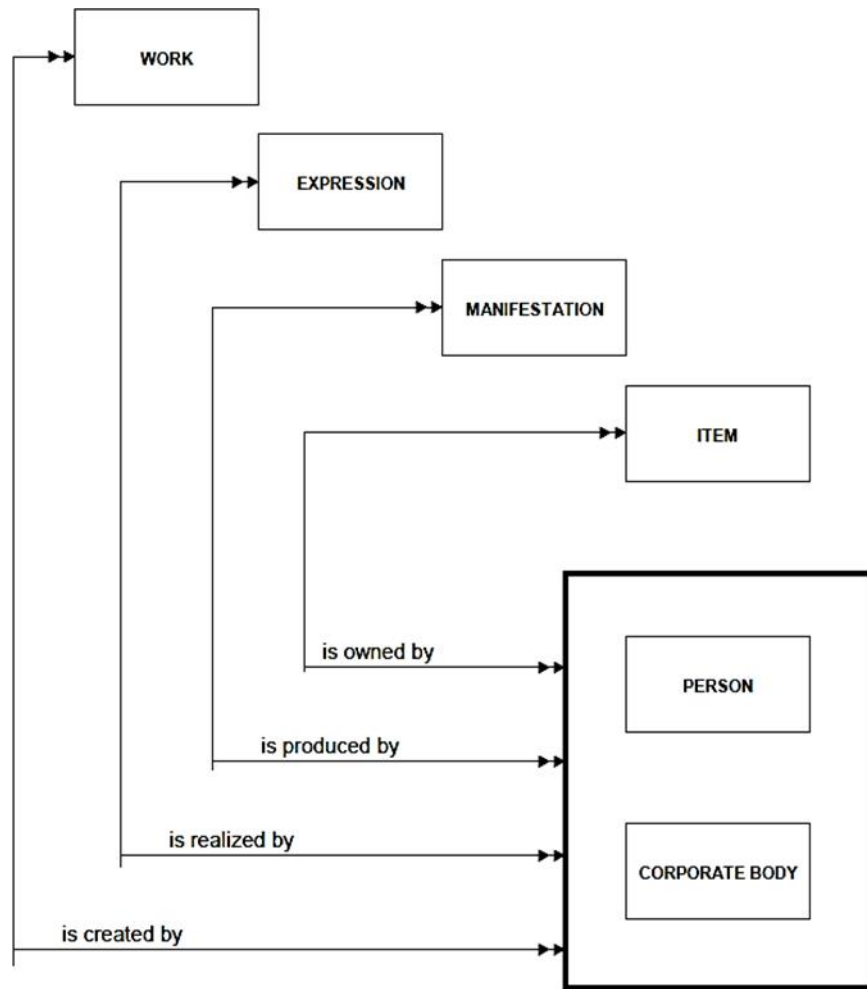 WORK
EXPRESSION
MANIFESTATION
ITEM
is owned by
PERSON
is produced by
is realized by
CORPORATE BODY
is created by